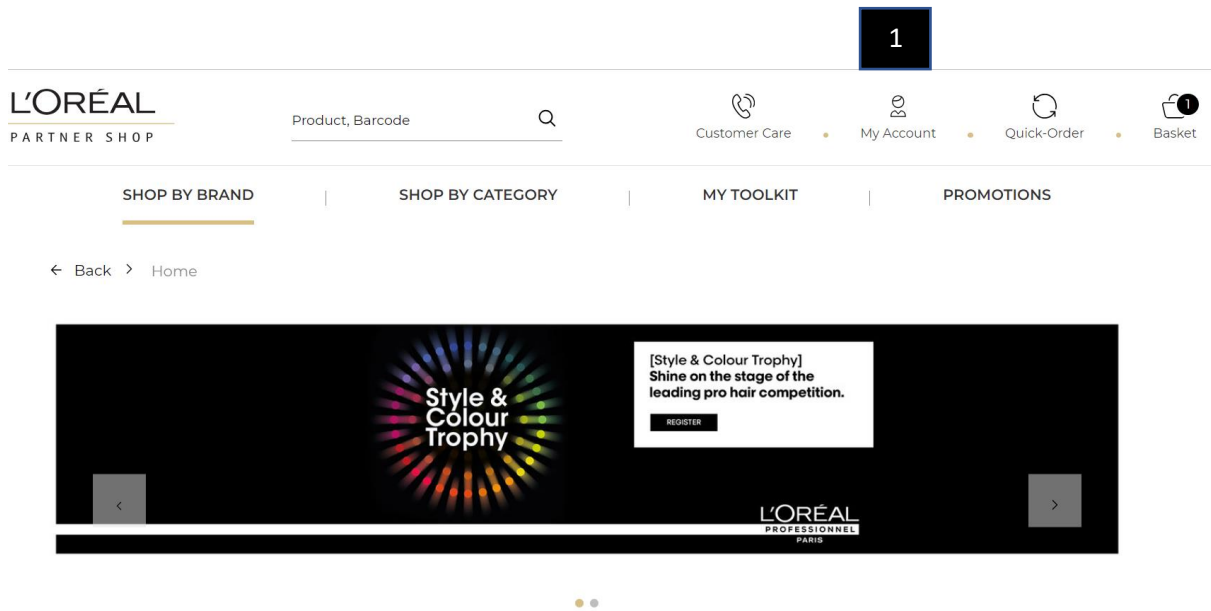 1
L'ORÉAL
PARTNER SHOP
Product, Barcode
Customer Care
My Account
Quick-Order
1
Basket
SHOP BY BRAND
SHOP BY CATEGORY
MY TOOLKIT
PROMOTIONS
Back
Home
Style &
Colour
Trophy
[Style & Colour Trophy]
Shine on the stage of the
leading pro hair competition.
REGISTER
L'ORÉAL
PROFESSIONNEL
PARIS